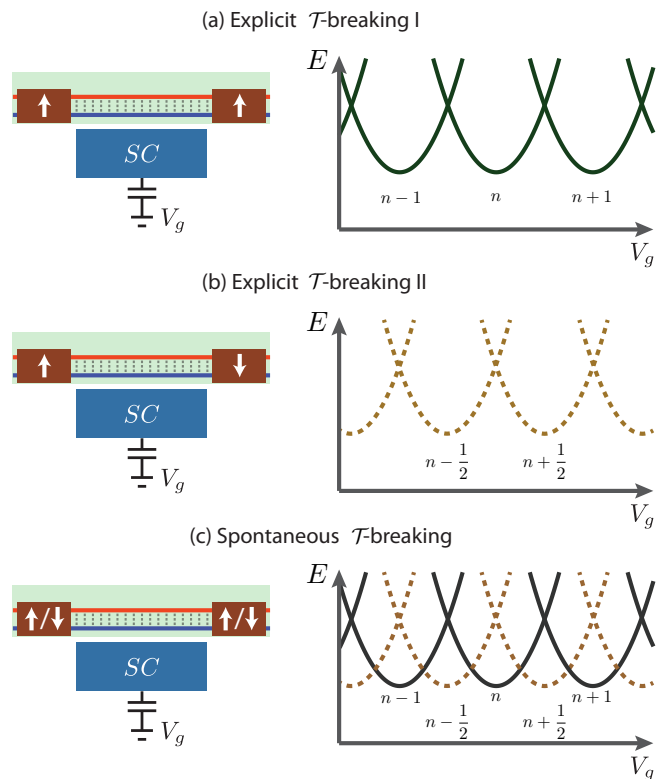 (a) Explicit 𝒯-breaking I
E
SC
V_g
n − 1 n n + 1
V_g
(b) Explicit 𝒯-breaking II
E
SC
V_g
n − 1/2 n + 1/2
V_g
(c) Spontaneous 𝒯-breaking
E
/ /
SC
V_g
n − 1 n n + 1
n − 1/2 n + 1/2
V_g